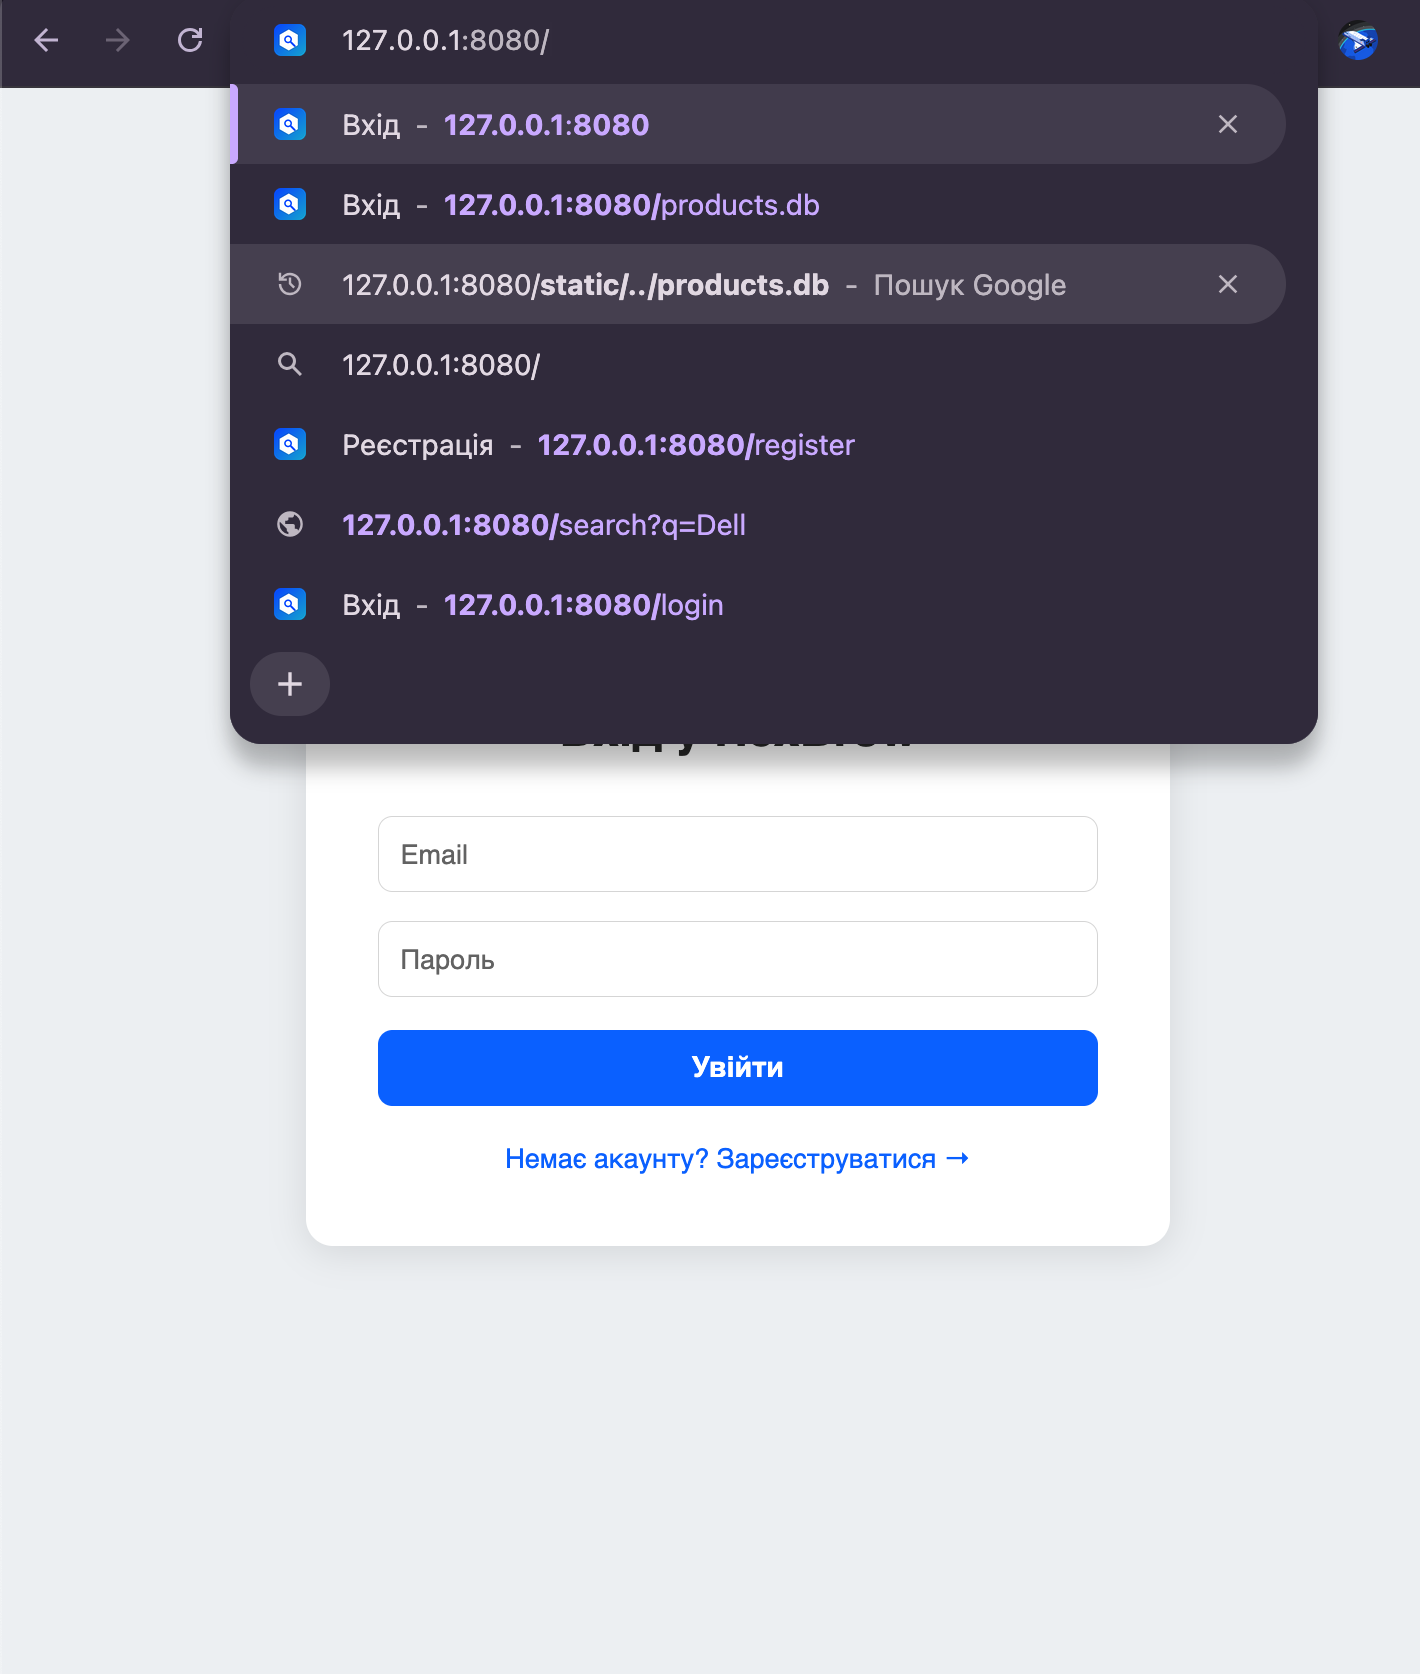 127.0.0.1:8080/
Вхід - 127.0.0.1:8080
Вхід - 127.0.0.1:8080/products.db
127.0.0.1:8080/static/../products.db - Пошук Google
127.0.0.1:8080/
Реєстрація - 127.0.0.1:8080/register
127.0.0.1:8080/search?q=Dell
Вхід - 127.0.0.1:8080/login
Вхід у
Email
Пароль
Увійти
Немає акаунту? Зареєструватися →